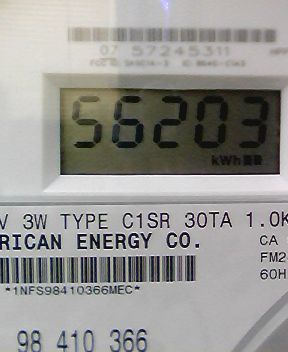 07 57245311
56203
kWh
V 3W TYPE C1SR 30TA 1.0K
RICAN ENERGY CO.
CA
FM2
60H
*1NFS98410366MEC*
98 410 366